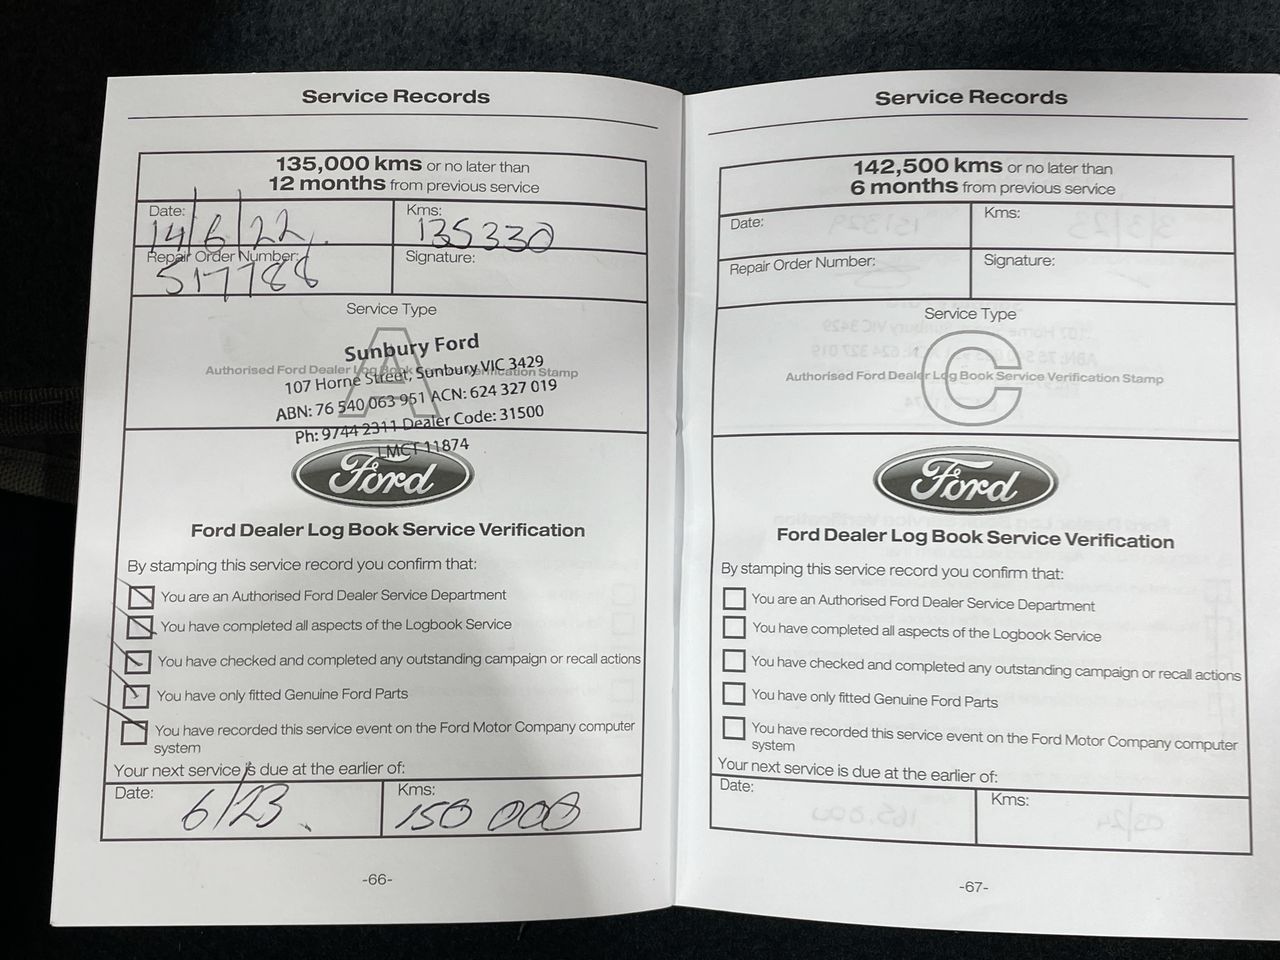 Service Records
135,000 kms or no later than
12 months from previous service
Date:
14/6/22.
Kms:
135330
Repair Order Number:
517788
Signature:
Service Type
A
Authorised Ford Dealer Log Book Service Verification Stamp
Sunbury Ford
107 Horne Street, Sunbury VIC 3429
ABN: 76 540 063 951 ACN: 624 327 019
Ph: 9744 2311 Dealer Code: 31500
LMCT 11874
Ford
Ford Dealer Log Book Service Verification
By stamping this service record you confirm that:
You are an Authorised Ford Dealer Service Department
You have completed all aspects of the Logbook Service
You have checked and completed any outstanding campaign or recall actions
You have only fitted Genuine Ford Parts
You have recorded this service event on the Ford Motor Company computer
system
Your next service is due at the earlier of:
Date:
6/23
Kms:
150 000
-66-
Service Records
142,500 kms or no later than
6 months from previous service
Date:
Kms:
Repair Order Number:
Signature:
Service Type
C
Authorised Ford Dealer Log Book Service Verification Stamp
Ford
Ford Dealer Log Book Service Verification
By stamping this service record you confirm that:
You are an Authorised Ford Dealer Service Department
You have completed all aspects of the Logbook Service
You have checked and completed any outstanding campaign or recall actions
You have only fitted Genuine Ford Parts
You have recorded this service event on the Ford Motor Company computer
system
Your next service is due at the earlier of:
Date:
Kms:
-67-